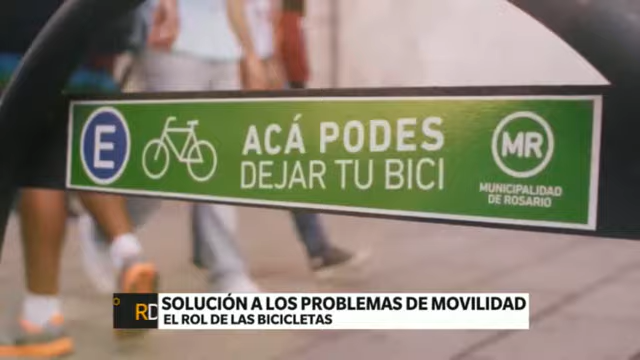 E
ACÁ PODES
DEJAR TU BICI
MR
MUNICIPALIDAD
DE ROSARIO
RD
SOLUCIÓN A LOS PROBLEMAS DE MOVILIDAD
EL ROL DE LAS BICICLETAS